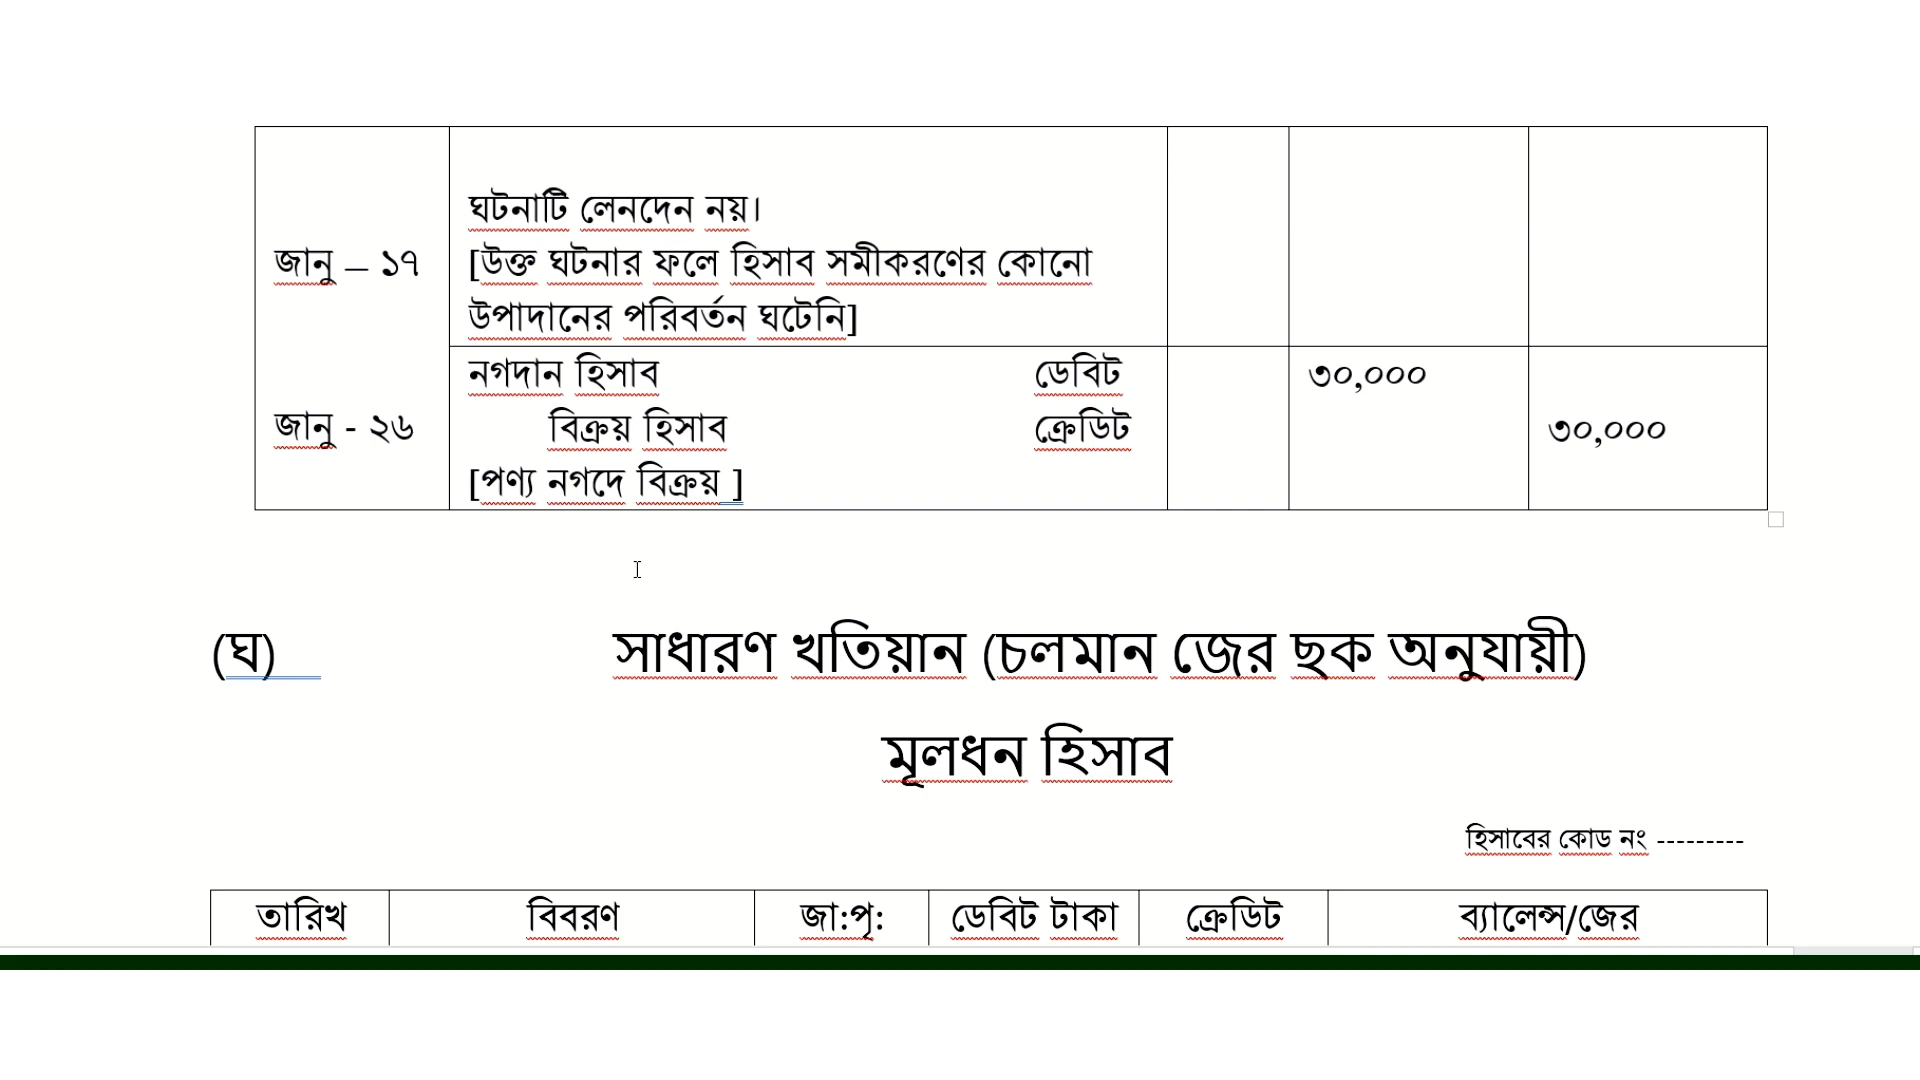 ঘটনাটি লেনদেন নয়।
জানু – ১৭ [উক্ত ঘটনার ফলে হিসাব সমীকরণের কোনো
উপাদানের পরিবর্তন ঘটেনি]
নগদান হিসাব ডেবিট ৩০,০০০
জানু - ২৬ বিক্রয় হিসাব ক্রেডিট ৩০,০০০
[পণ্য নগদে বিক্রয় ]
(ঘ) সাধারণ খতিয়ান (চলমান জের ছক অনুযায়ী)
মূলধন হিসাব
হিসাবের কোড নং ---------
তারিখ বিবরণ জা:পৃ: ডেবিট টাকা ক্রেডিট ব্যালেন্স/জের